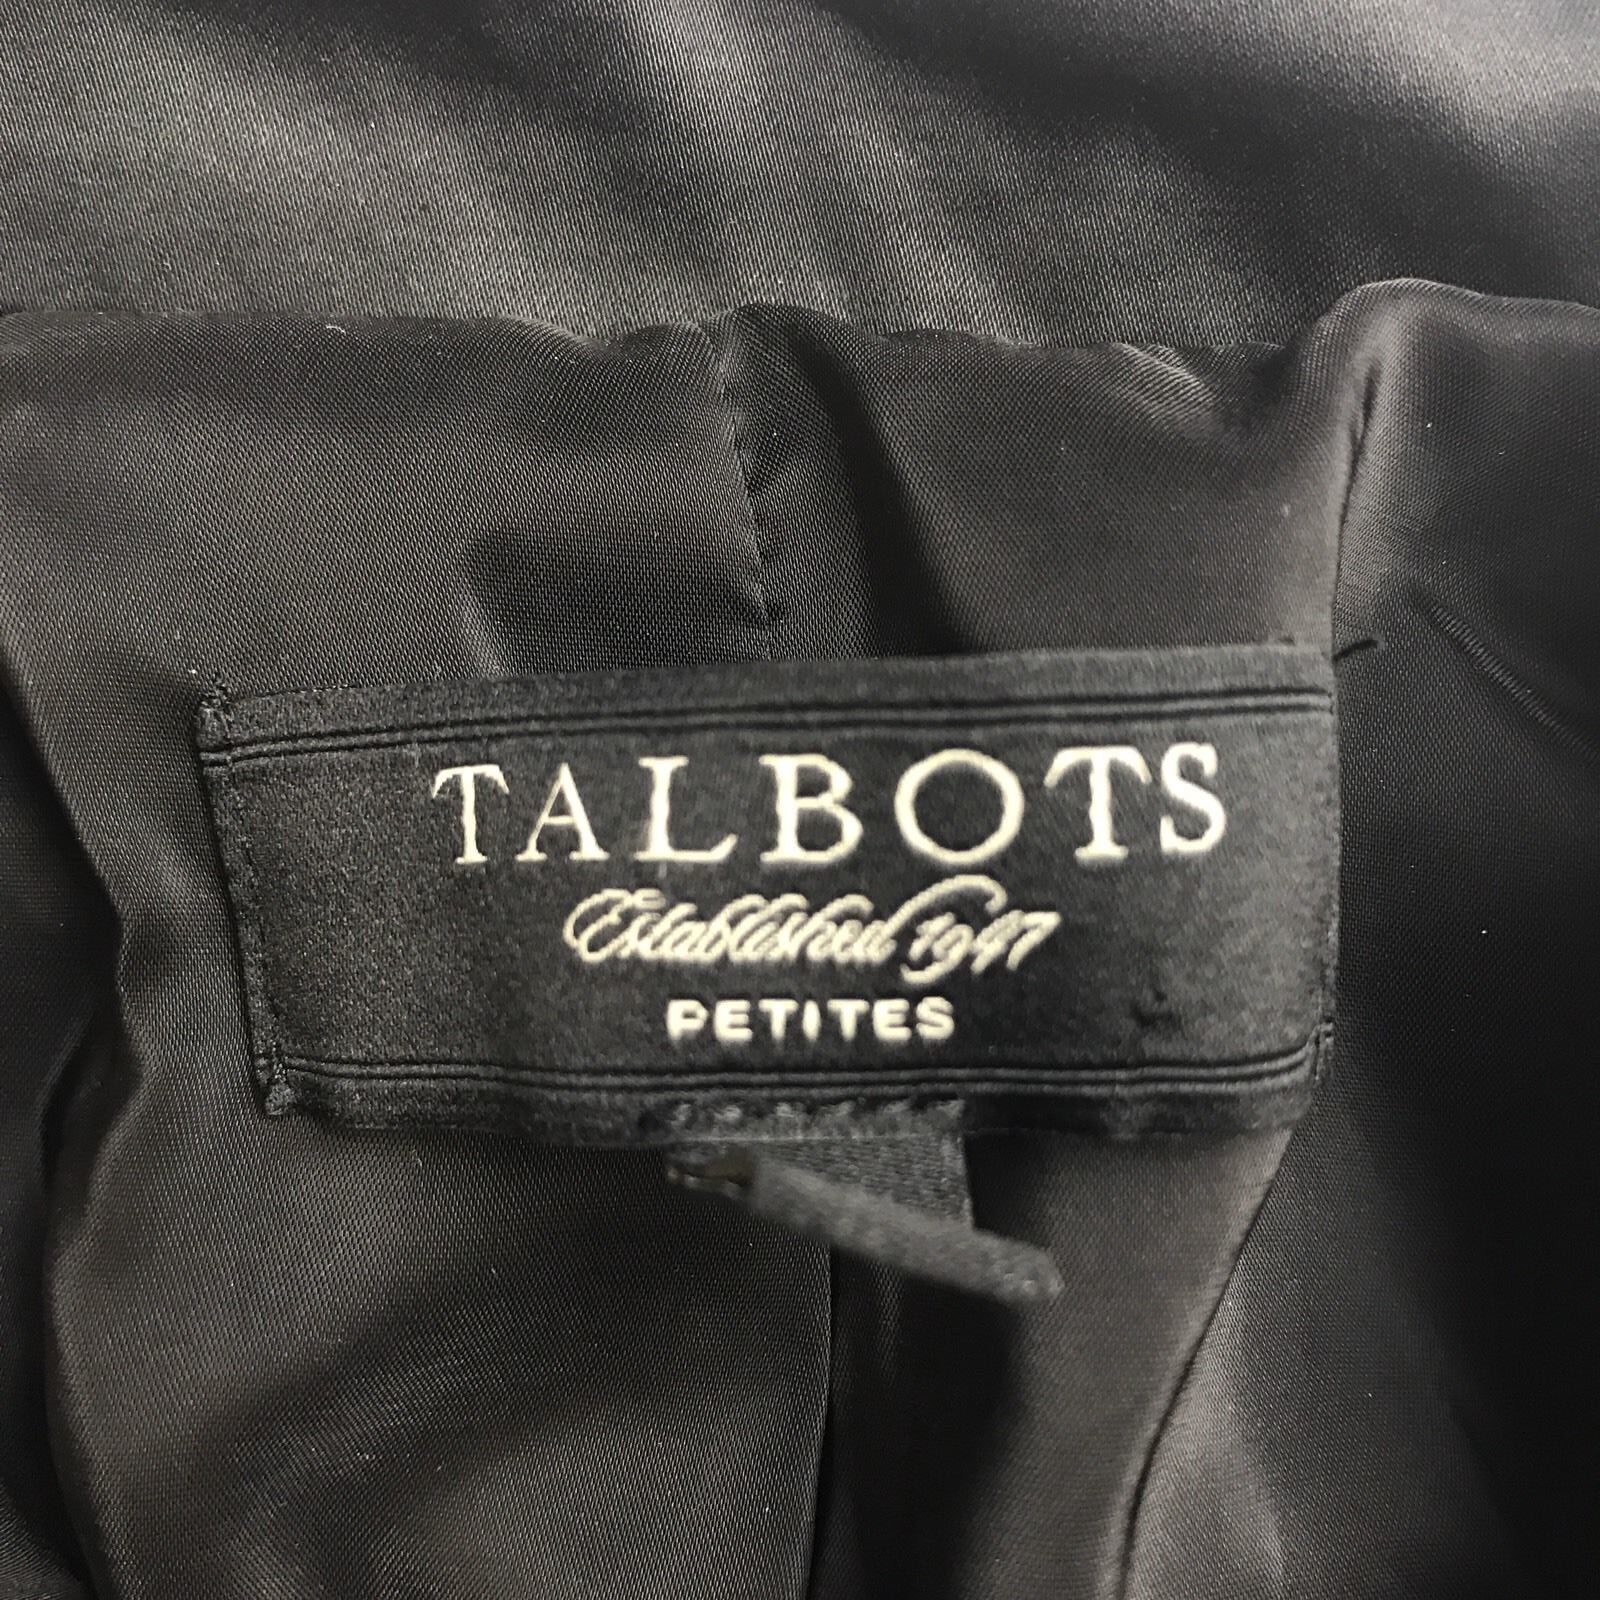 TALBOTS
Established 1947
PETITES